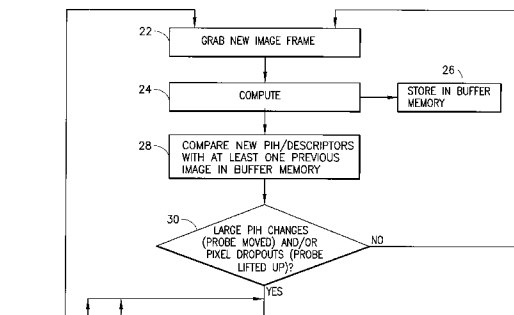 22
GRAB NEW IMAGE FRAME
24
COMPUTE
26
STORE IN BUFFER
MEMORY
28
COMPARE NEW PIH/DESCRIPTORS
WITH AT LEAST ONE PREVIOUS
IMAGE IN BUFFER MEMORY
30
LARGE PIH CHANGES
(PROBE MOVED) AND/OR
PIXEL DROPOUTS (PROBE
LIFTED UP)?
NO
YES